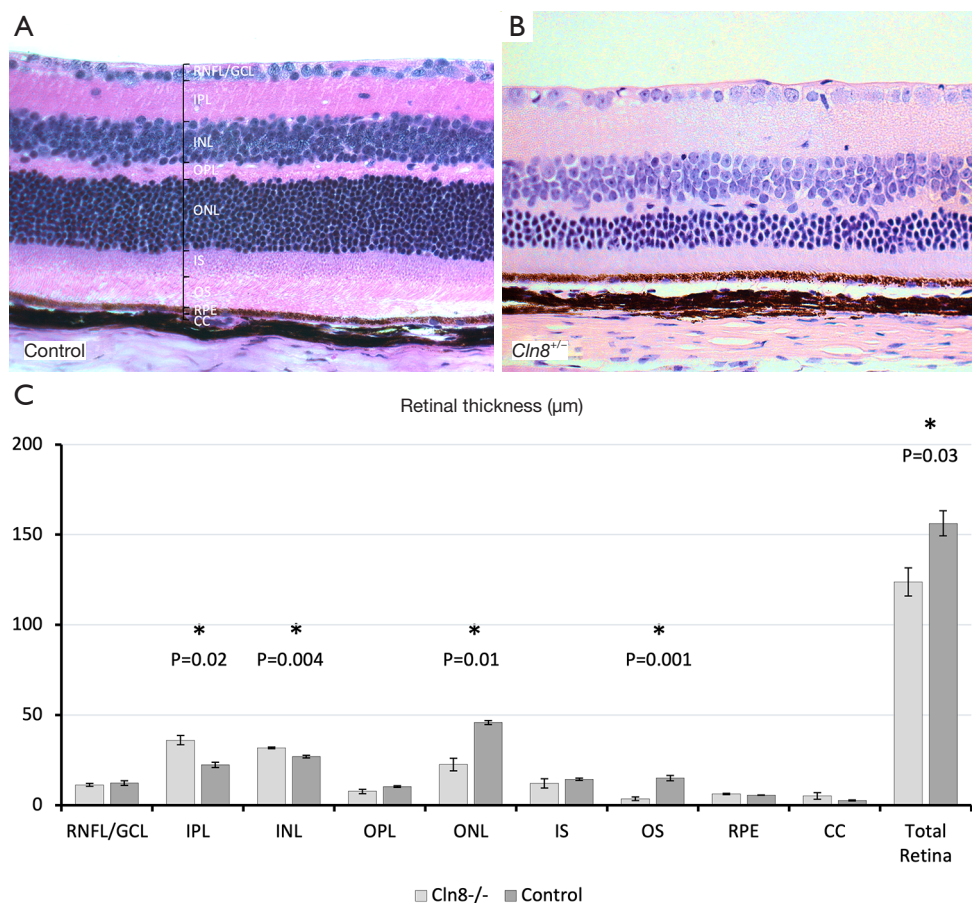 A
RNFL/GCL
IPL
INL
OPL
ONL
IS
OS
RPE
CC
Control
B
Cln8+/−
C
Retinal thickness (µm)
*
P=0.03
*
P=0.02
*
P=0.004
*
P=0.01
*
P=0.001
200
150
100
50
0
RNFL/GCL IPL INL OPL ONL IS OS RPE CC Total
Retina
Cln8-/- Control